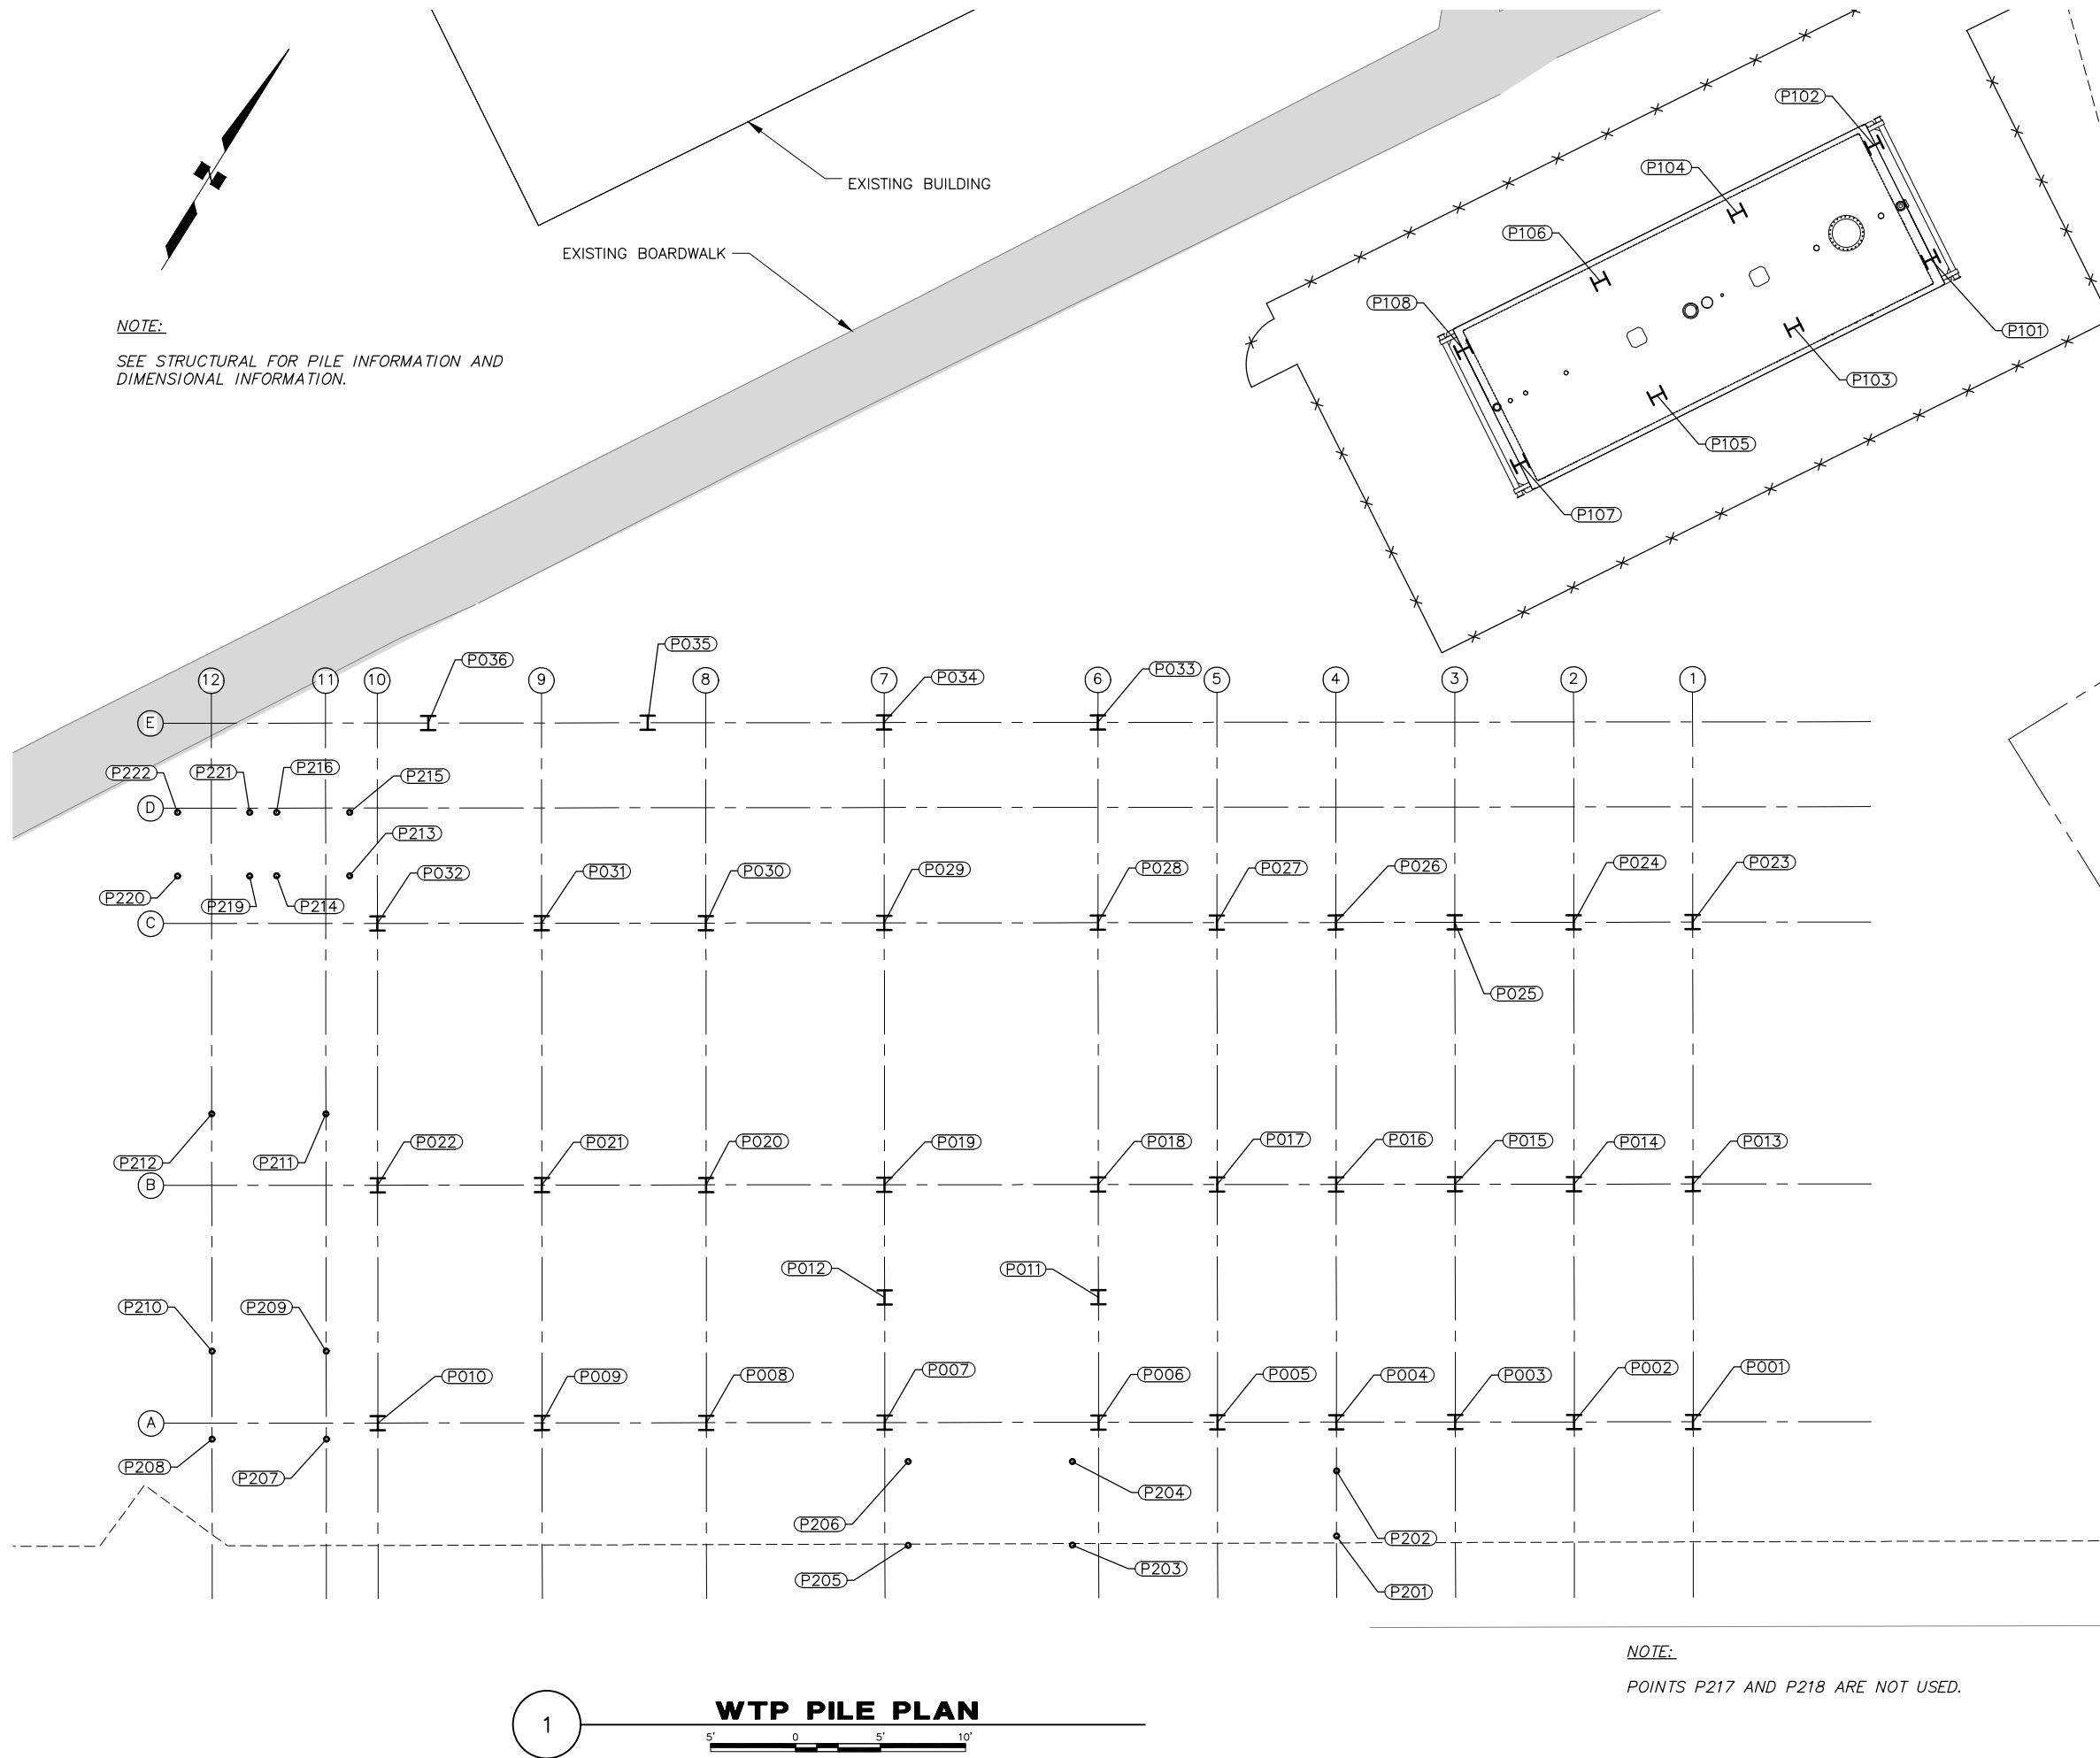 P102
P104
EXISTING BUILDING
P106
EXISTING BOARDWALK
P108
NOTE:
P101
SEE STRUCTURAL FOR PILE INFORMATION AND
DIMENSIONAL INFORMATION.
P103
P105
P107
P036
P035
P034
P033
12
11
10
9
8
7
6
5
4
3
2
1
E
P222
P221
P216
P215
D
P213
P032
P031
P030
P029
P028
P027
P026
P024
P023
P220
P219
P214
C
P025
P212
P211
P022
P021
P020
P019
P018
P017
P016
P015
P014
P013
B
P012
P011
P210
P209
P010
P009
P008
P007
P006
P005
P004
P003
P002
P001
A
P208
P207
P206
P204
P202
P205
P203
P201
NOTE:
POINTS P217 AND P218 ARE NOT USED.
1
WTP PILE PLAN
5' 0 5' 10'